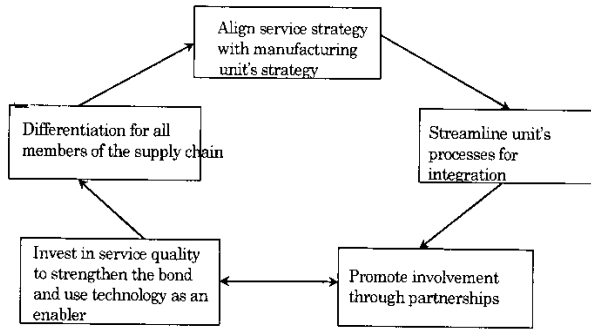 Align service strategy
with manufacturing
unit's strategy
Differentiation for all
members of the supply chain
Streamline unit's
processes for
integration
Invest in service quality
to strengthen the bond
and use technology as an
enabler
Promote involvement
through partnerships